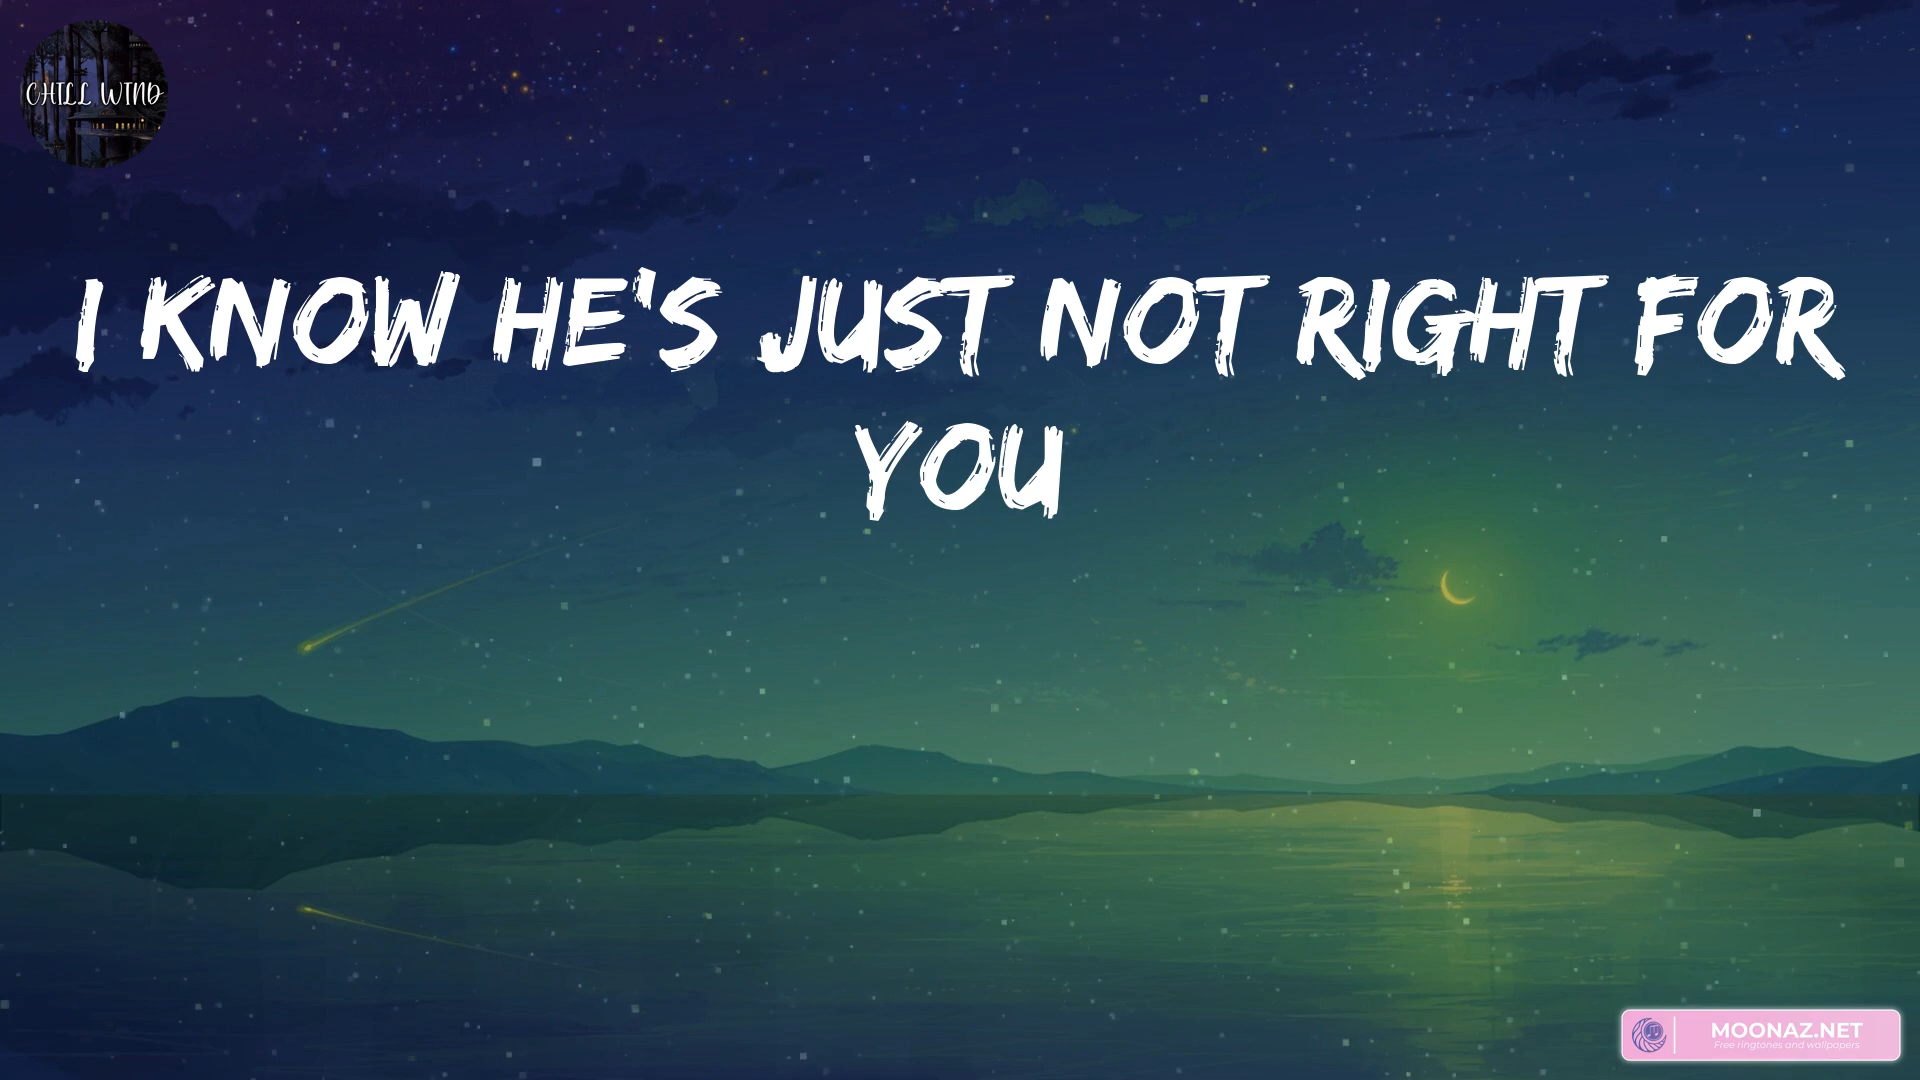 CHILL WIND
I KNOW HE'S JUST NOT RIGHT FOR
YOU
MOONAZ.NET
Free ringtones and wallpapers